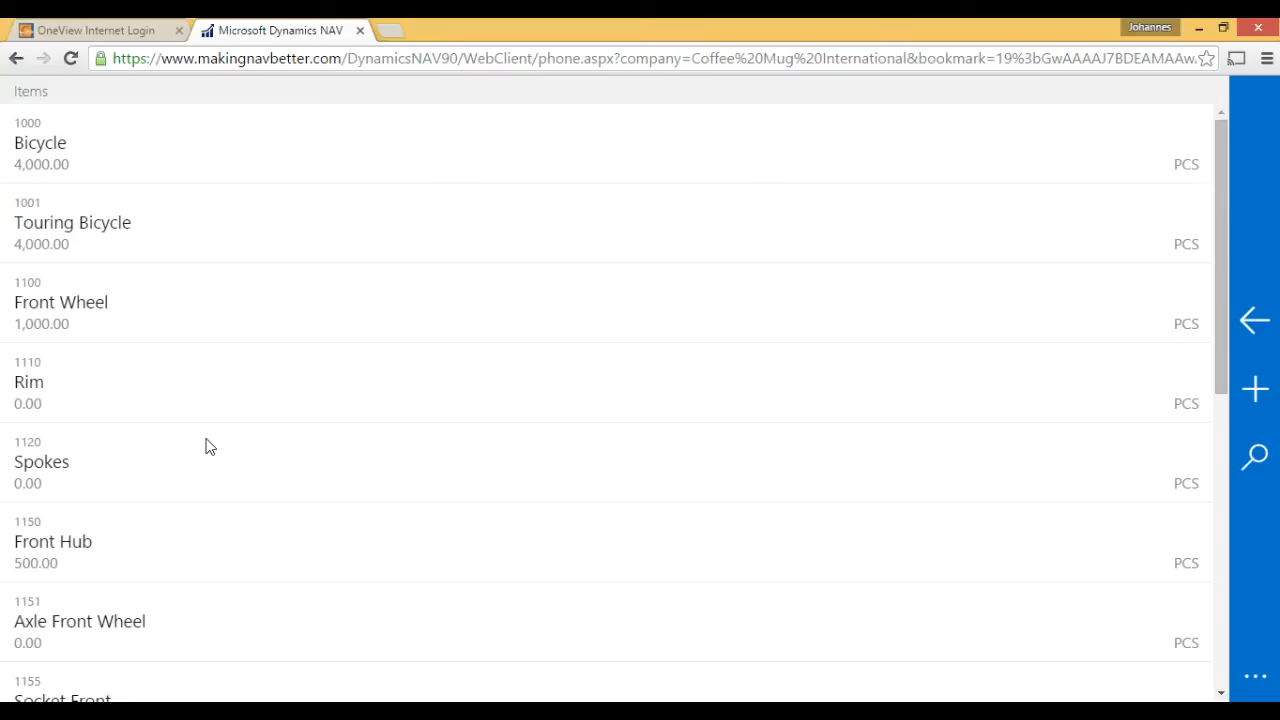 OneView Internet Login
Microsoft Dynamics NAV
Johannes
https://www.makingnavbetter.com/DynamicsNAV90/WebClient/phone.aspx?company=Coffee%20Mug%20International&bookmark=19%3bGwAAAAJ7BDEAMAAw
Items
1000
Bicycle
4,000.00 PCS
1001
Touring Bicycle
4,000.00 PCS
1100
Front Wheel
1,000.00 PCS
1110
Rim
0.00 PCS
1120
Spokes
0.00 PCS
1150
Front Hub
500.00 PCS
1151
Axle Front Wheel
0.00 PCS
1155
Socket Front